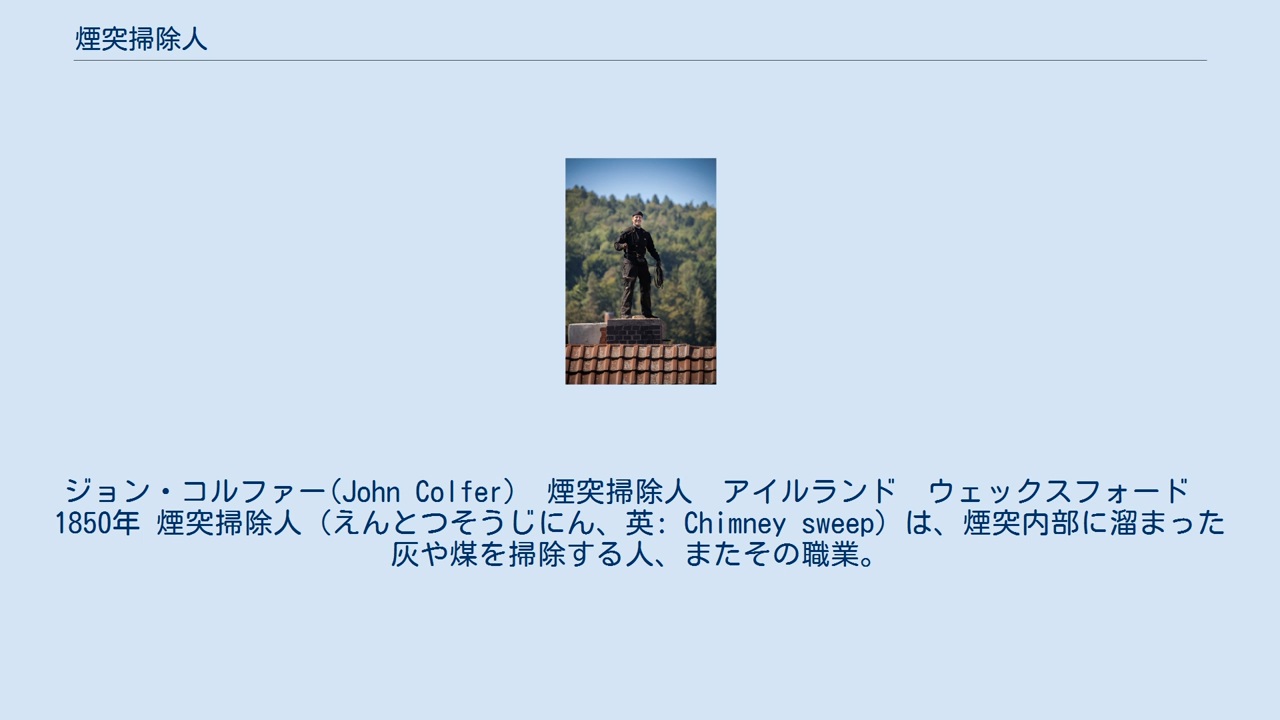 煙突掃除人
ジョン・コルファー(John Colfer)　煙突掃除人　アイルランド　ウェックスフォード
1850年 煙突掃除人（えんとつそうじにん、英: Chimney sweep）は、煙突内部に溜まった
灰や煤を掃除する人、またその職業。